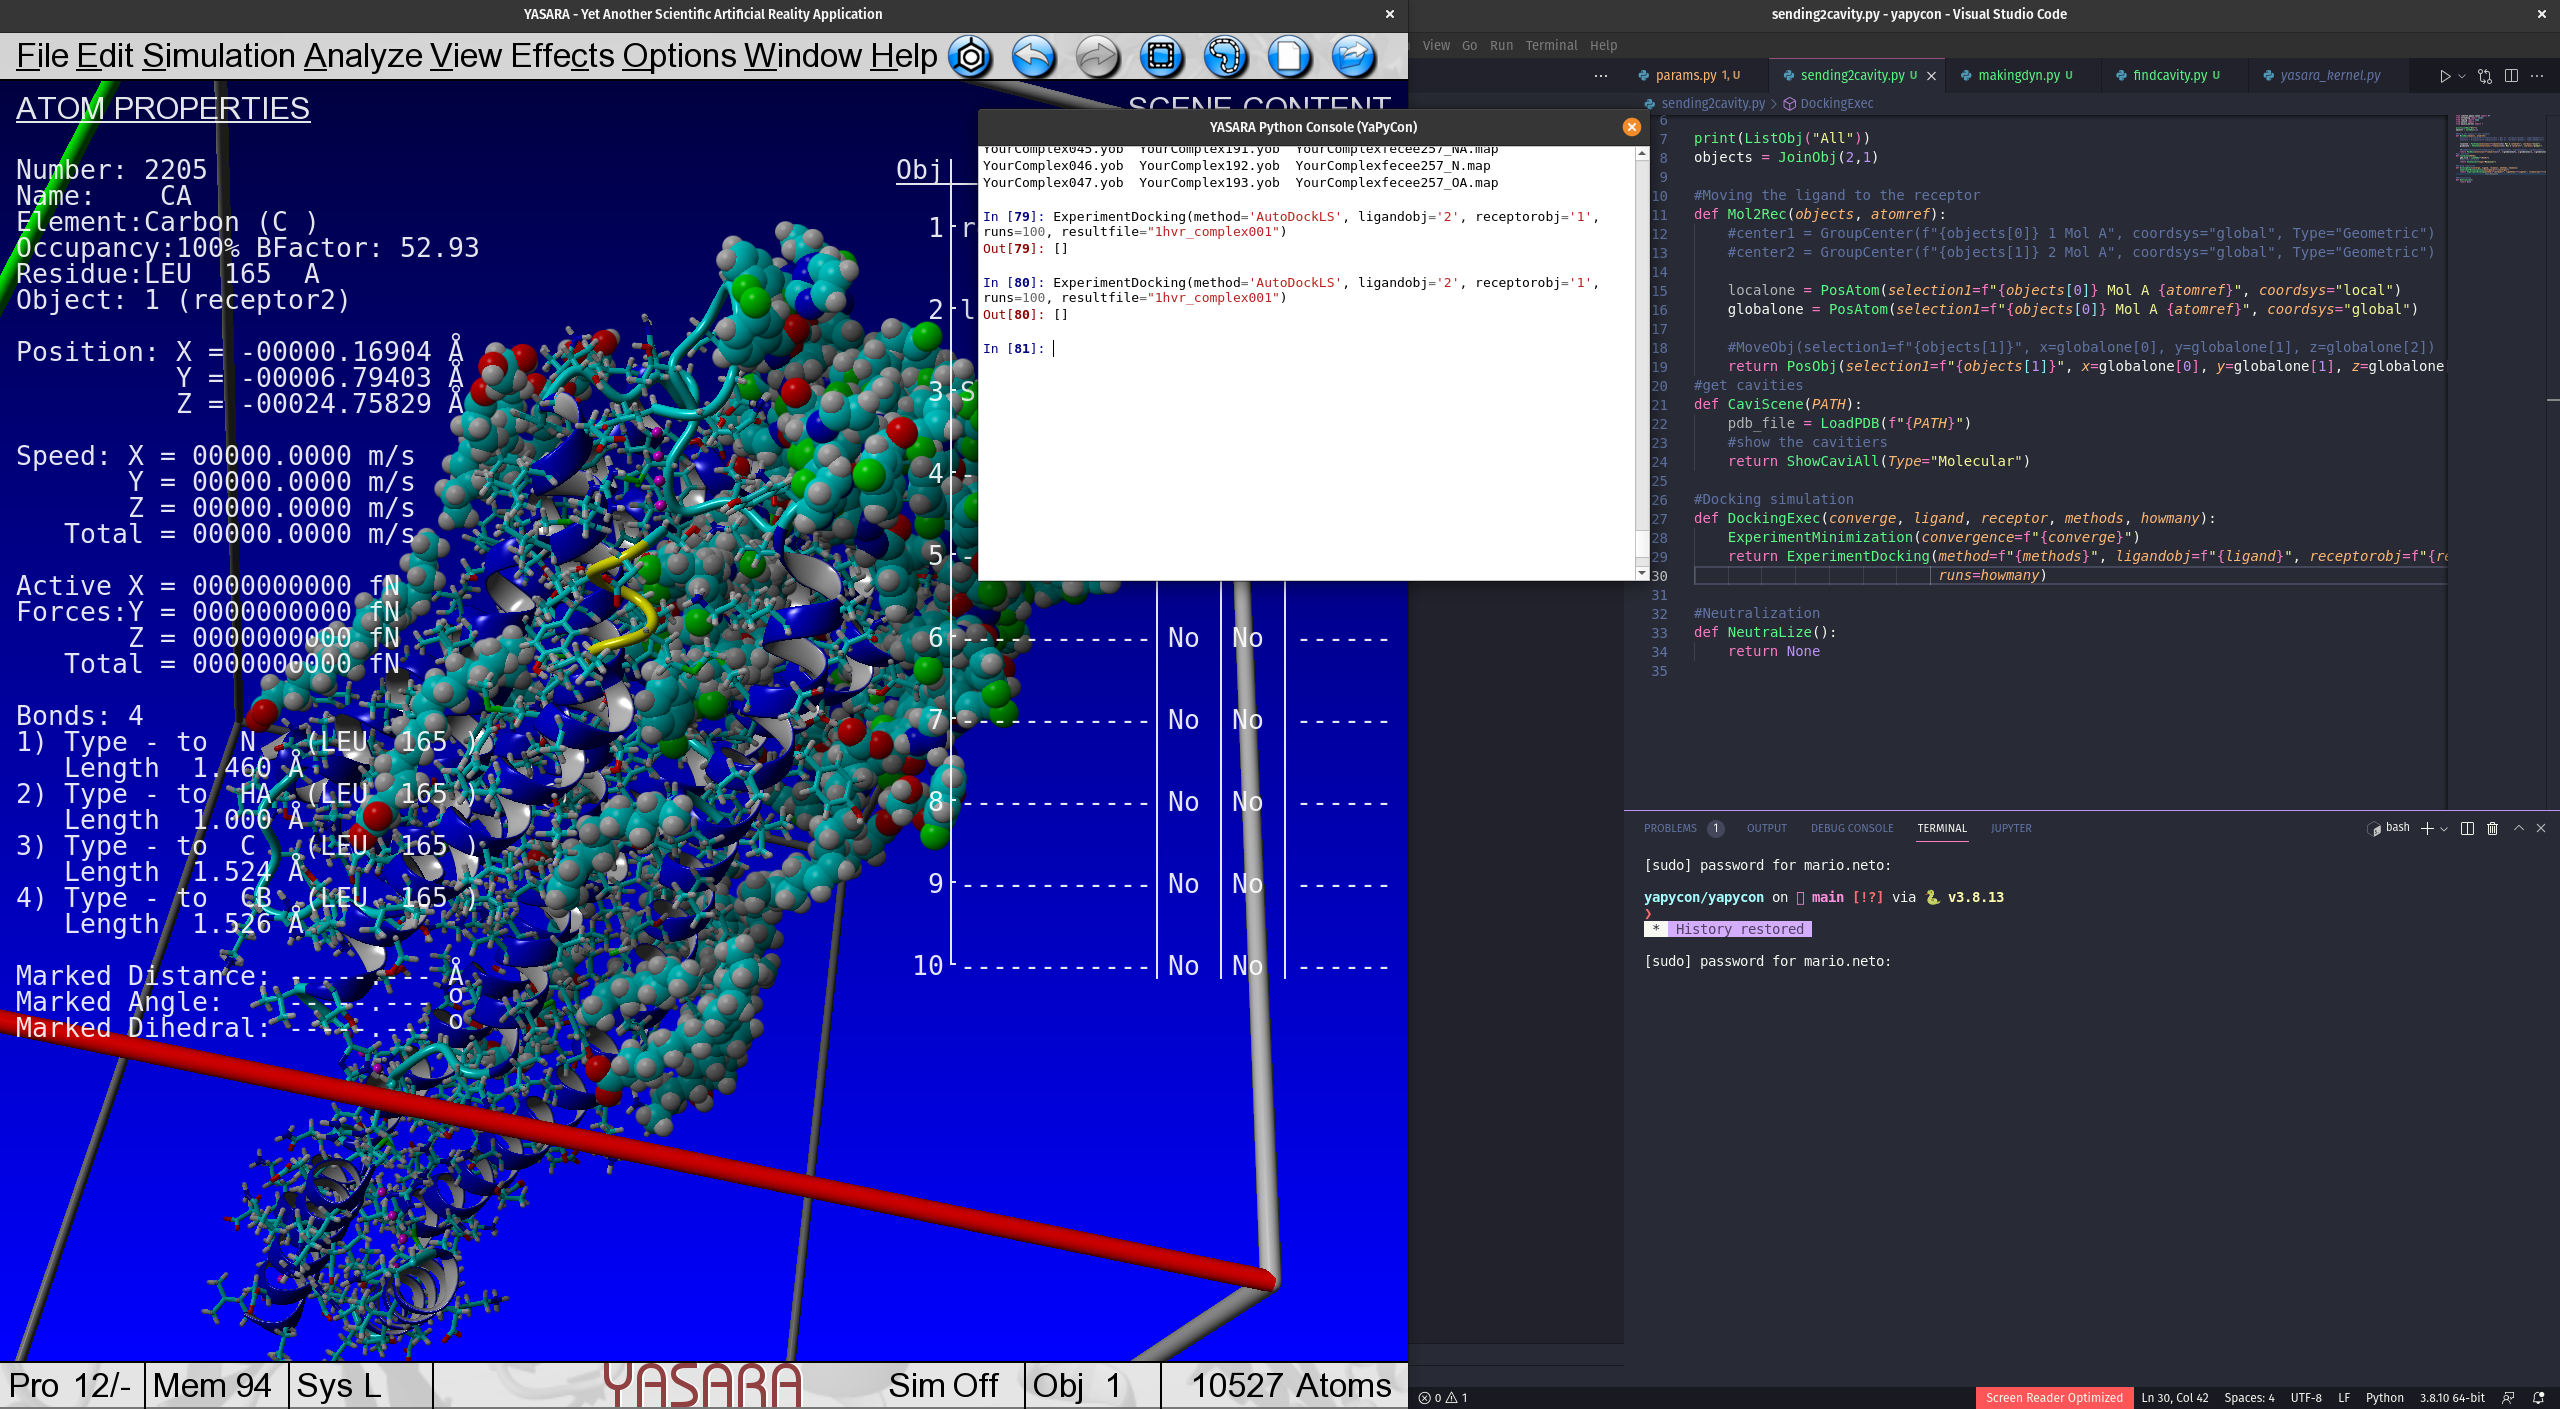 YASARA - Yet Another Scientific Artificial Reality Application
File Edit Simulation Analyze View Effects Options Window Help
ATOM PROPERTIES
Number: 2205
Name: CA
Element:Carbon (C )
Occupancy:100% BFactor: 52.93
Residue:LEU 165 A
Object: 1 (receptor2)
Position: X = -00000.16904 Å
Y = -00006.79403 Å
Z = -00024.75829 Å
Speed: X = 00000.0000 m/s
Y = 00000.0000 m/s
Z = 00000.0000 m/s
Total = 00000.0000 m/s
Active X = 0000000000 fN
Forces:Y = 0000000000 fN
Z = 0000000000 fN
Total = 0000000000 fN
Bonds: 4
1) Type - to N (LEU 165 )
Length 1.460 Å
2) Type - to HA (LEU 165 )
Length 1.000 Å
3) Type - to C (LEU 165 )
Length 1.524 Å
4) Type - to CB (LEU 165 )
Length 1.526 Å
Marked Distance: -----.--- Å
Marked Angle: -----.--- o
Marked Dihedral: -----.--- o
SCENE CONTENT
Obj
1 r
2 l
3 S
4 -
5 -
6 ------------ No No ------
7 ------------ No No ------
8 ------------ No No ------
9 ------------ No No ------
10 ------------ No No ------
Pro 12/- Mem 94 Sys L YASARA Sim Off Obj 1 10527 Atoms
YASARA Python Console (YaPyCon)
YourComplex045.yob YourComplex191.yob YourComplexfecee257_NA.map
YourComplex046.yob YourComplex192.yob YourComplexfecee257_N.map
YourComplex047.yob YourComplex193.yob YourComplexfecee257_OA.map
In [79]: ExperimentDocking(method='AutoDockLS', ligandobj='2', receptorobj='1',
runs=100, resultfile="1hvr_complex001")
Out[79]: []
In [80]: ExperimentDocking(method='AutoDockLS', ligandobj='2', receptorobj='1',
runs=100, resultfile="1hvr_complex001")
Out[80]: []
In [81]:
sending2cavity.py - yapycon - Visual Studio Code
View Go Run Terminal Help
params.py 1, U sending2cavity.py U makingdyn.py U findcavity.py U yasara_kernel.py
sending2cavity.py > DockingExec
6
7 print(ListObj("All"))
8 objects = JoinObj(2,1)
9
10 #Moving the ligand to the receptor
11 def Mol2Rec(objects, atomref):
12 #center1 = GroupCenter(f"{objects[0]} 1 Mol A", coordsys="global", Type="Geometric")
13 #center2 = GroupCenter(f"{objects[1]} 2 Mol A", coordsys="global", Type="Geometric")
14
15 localone = PosAtom(selection1=f"{objects[0]} Mol A {atomref}", coordsys="local")
16 globalone = PosAtom(selection1=f"{objects[0]} Mol A {atomref}", coordsys="global")
17
18 #MoveObj(selection1=f"{objects[1]}", x=globalone[0], y=globalone[1], z=globalone[2])
19 return PosObj(selection1=f"{objects[1]}", x=globalone[0], y=globalone[1], z=globalone
20 #get cavities
21 def CaviScene(PATH):
22 pdb_file = LoadPDB(f"{PATH}")
23 #show the cavitiers
24 return ShowCaviAll(Type="Molecular")
25
26 #Docking simulation
27 def DockingExec(converge, ligand, receptor, methods, howmany):
28 ExperimentMinimization(convergence=f"{converge}")
29 return ExperimentDocking(method=f"{methods}", ligandobj=f"{ligand}", receptorobj=f"{re
30 runs=howmany)
31
32 #Neutralization
33 def NeutraLize():
34 return None
35
PROBLEMS 1 OUTPUT DEBUG CONSOLE TERMINAL JUPYTER bash
[sudo] password for mario.neto:
yapycon/yapycon on main [!?] via v3.8.13
❯
* History restored
[sudo] password for mario.neto:
0 1 Screen Reader Optimized Ln 30, Col 42 Spaces: 4 UTF-8 LF Python 3.8.10 64-bit